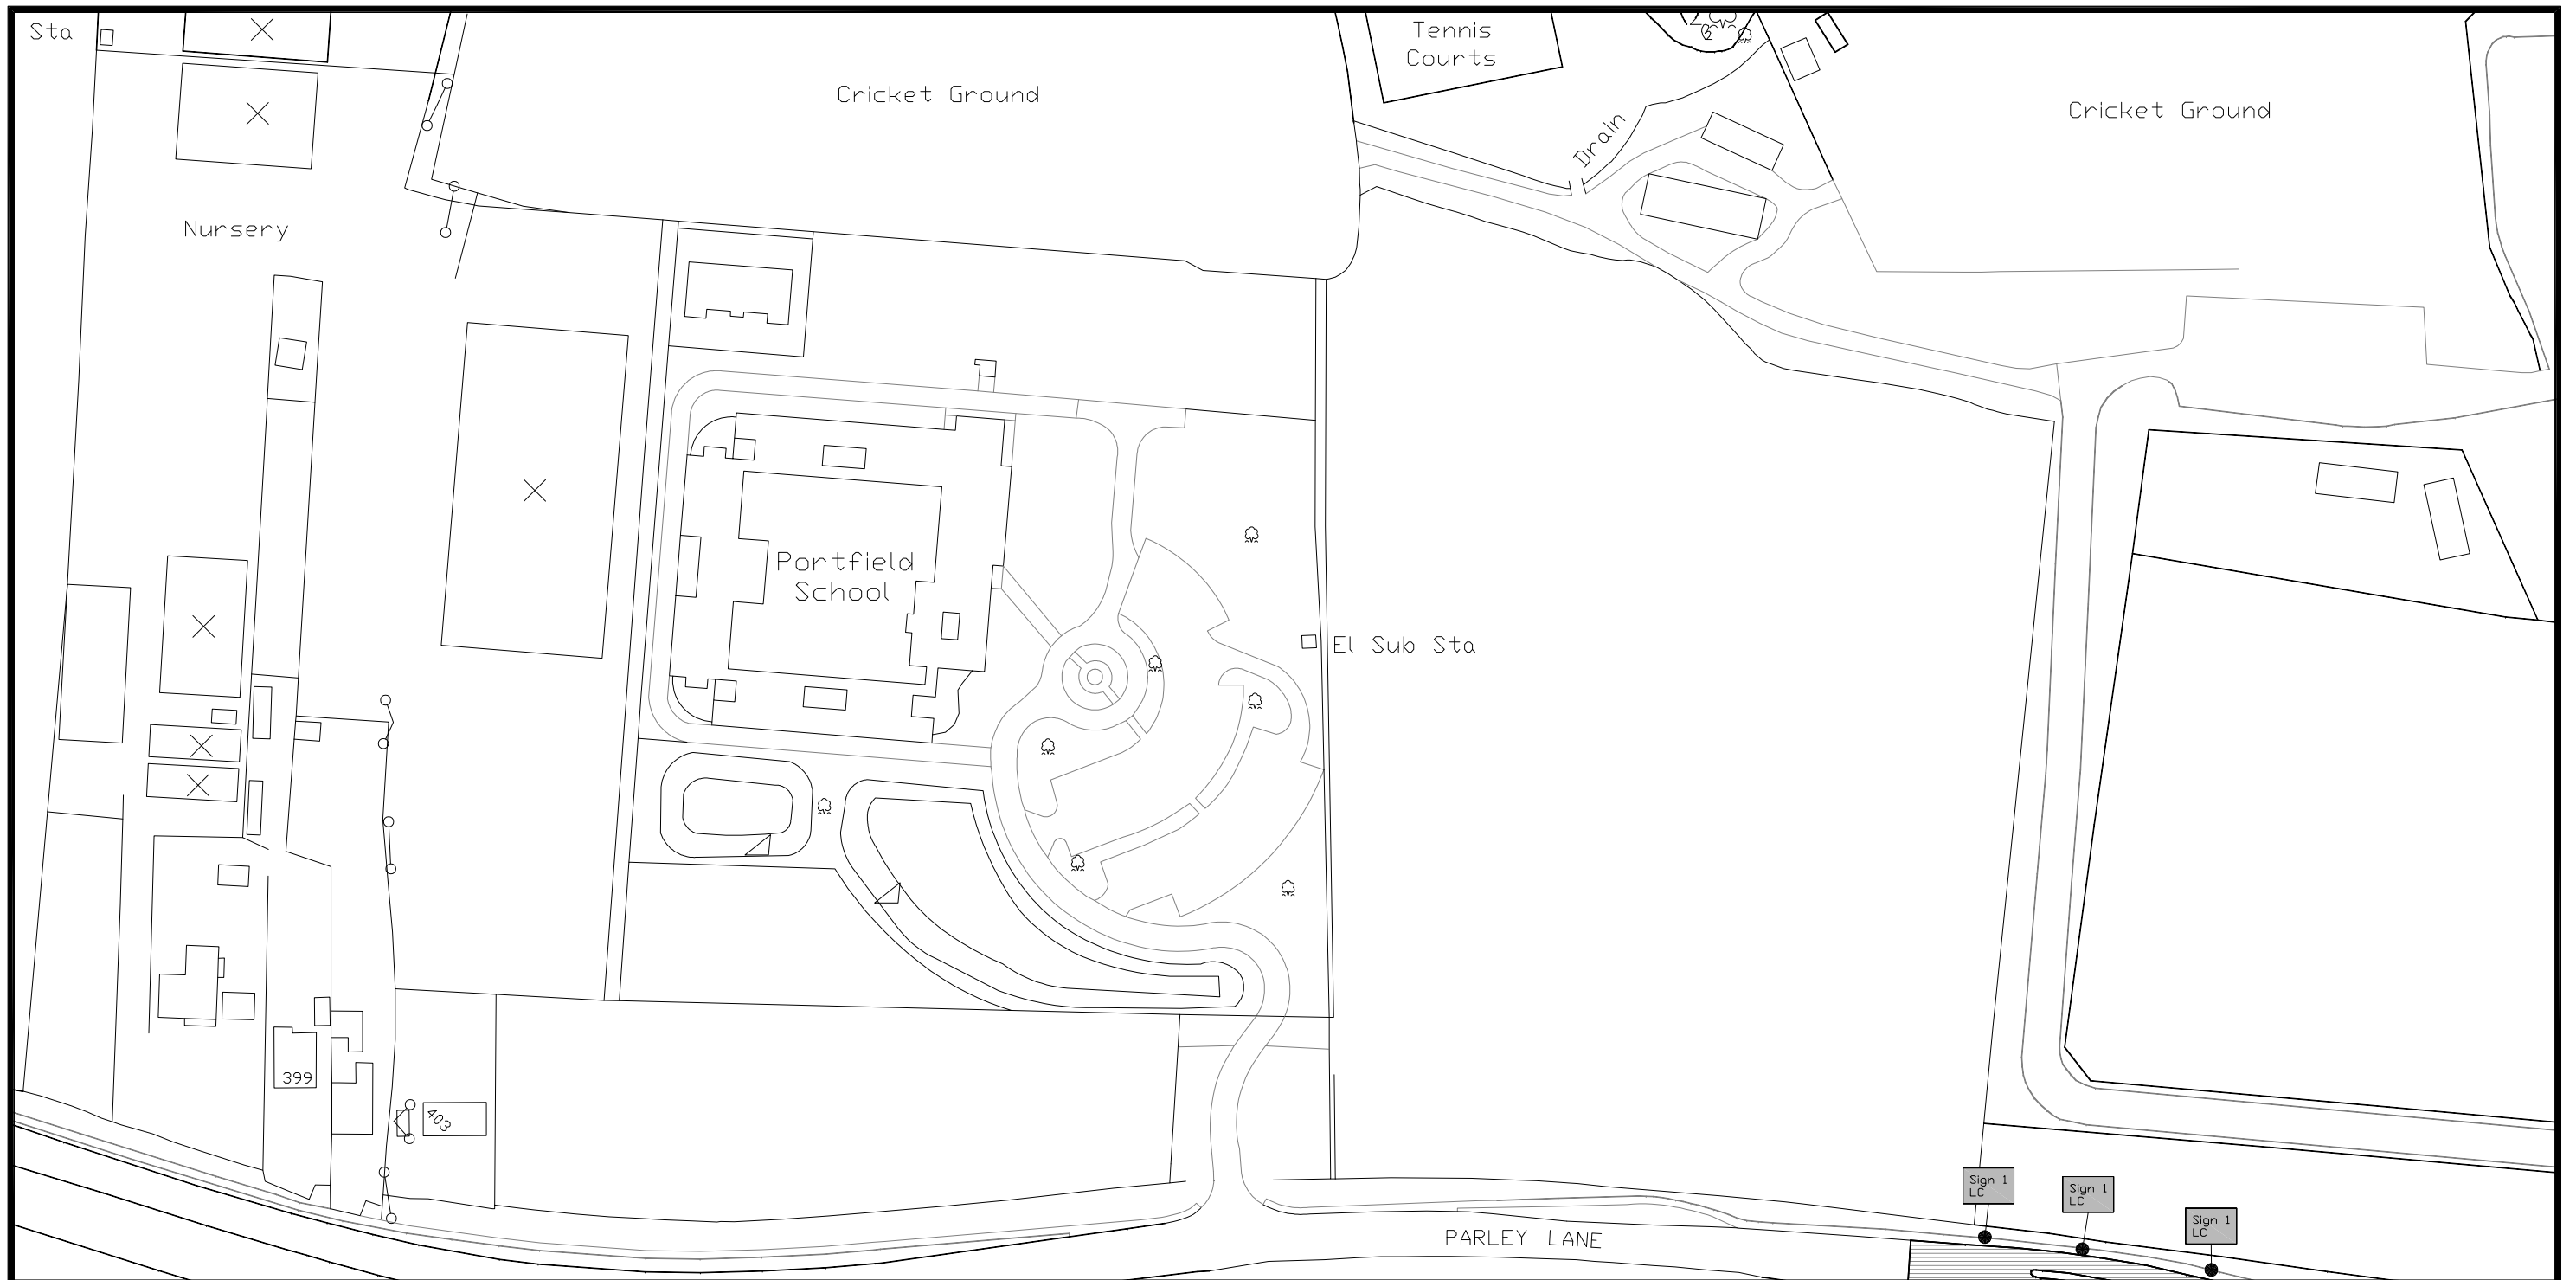 Sta
Tennis
Courts
Cricket Ground
Cricket Ground
Drain
Nursery
Portfield
School
El Sub Sta
399
403
Sign 1
LC
Sign 1
LC
Sign 1
LC
PARLEY LANE